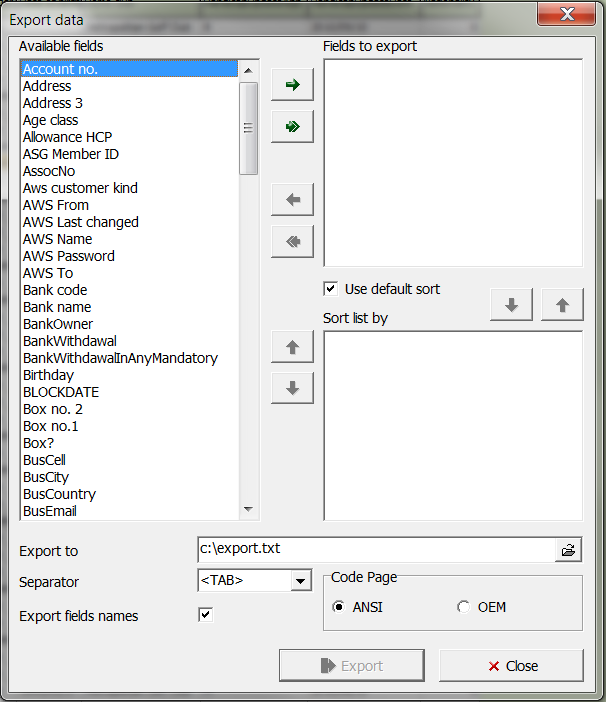 Export data
Available fields
Fields to export
Account no.
Address
Address 3
Age class
Allowance HCP
ASG Member ID
AssocNo
Aws customer kind
AWS From
AWS Last changed
AWS Name
AWS Password
AWS To
Bank code
Bank name
BankOwner
BankWithdrawal
BankWithdawalInAnyMandatory
Birthday
BLOCKDATE
Box no. 2
Box no.1
Box?
BusCell
BusCity
BusCountry
BusEmail
Use default sort
Sort list by
Export to
c:\export.txt
Separator
<TAB>
Export fields names
Code Page
ANSI
OEM
Export
Close